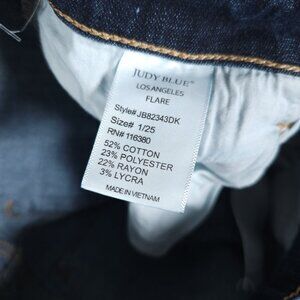 JUDY BLUE™
LOS ANGELES
FLARE
Style# JB82343DK
Size# 1/25
RN# 116380
52% COTTON
23% POLYESTER
22% RAYON
3% LYCRA
MADE IN VIETNAM